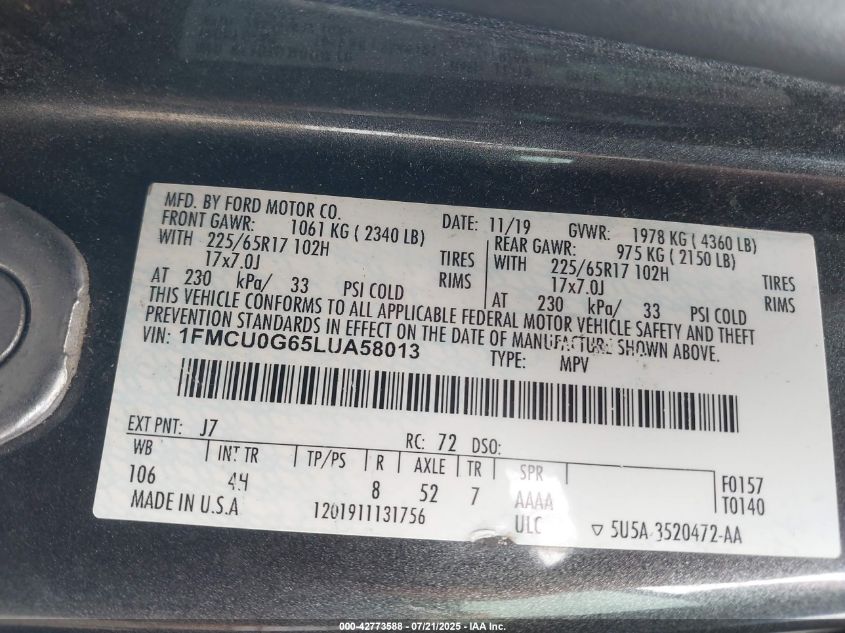 MFD. BY FORD MOTOR CO. DATE: 11/19 GVWR: 1978 KG ( 4360 LB)
FRONT GAWR: 1061 KG ( 2340 LB) REAR GAWR: 975 KG ( 2150 LB)
WITH 225/65R17 102H TIRES WITH 225/65R17 102H TIRES
17x7.0J RIMS 17x7.0J RIMS
AT 230 kPa/ 33 PSI COLD AT 230 kPa/ 33 PSI COLD
THIS VEHICLE CONFORMS TO ALL APPLICABLE FEDERAL MOTOR VEHICLE SAFETY AND THEFT
PREVENTION STANDARDS IN EFFECT ON THE DATE OF MANUFACTURE SHOWN ABOVE.
VIN: 1FMCU0G65LUA58013 TYPE: MPV
EXT PNT: J7 RC: 72 DSO:
WB INT TR TP/PS R AXLE TR SPR F0157
106 4H 8 52 7 AAAA T0140
MADE IN U.S.A 1201911131756 ULC ▽ 5U5A-3520472-AA
000-42773588 - 07/21/2025 - IAA Inc.